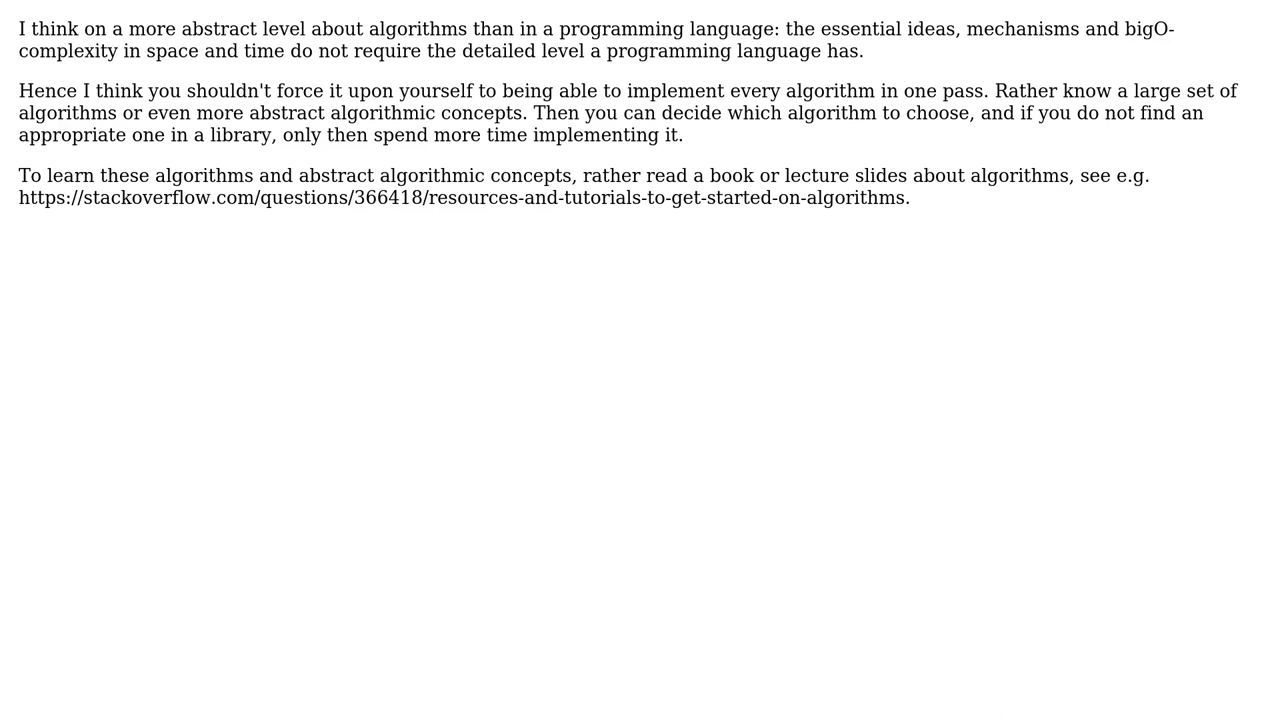 I think on a more abstract level about algorithms than in a programming language: the essential ideas, mechanisms and bigO-
complexity in space and time do not require the detailed level a programming language has.
Hence I think you shouldn't force it upon yourself to being able to implement every algorithm in one pass. Rather know a large set of
algorithms or even more abstract algorithmic concepts. Then you can decide which algorithm to choose, and if you do not find an
appropriate one in a library, only then spend more time implementing it.
To learn these algorithms and abstract algorithmic concepts, rather read a book or lecture slides about algorithms, see e.g.
https://stackoverflow.com/questions/366418/resources-and-tutorials-to-get-started-on-algorithms.